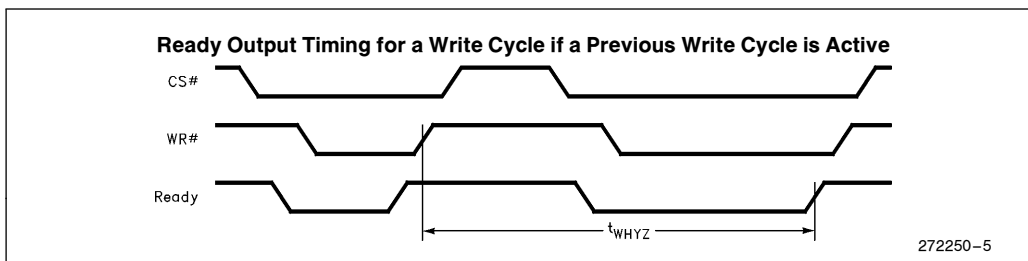 Ready Output Timing for a Write Cycle if a Previous Write Cycle is Active
CS#
WR#
Ready
tWHYZ
272250–5